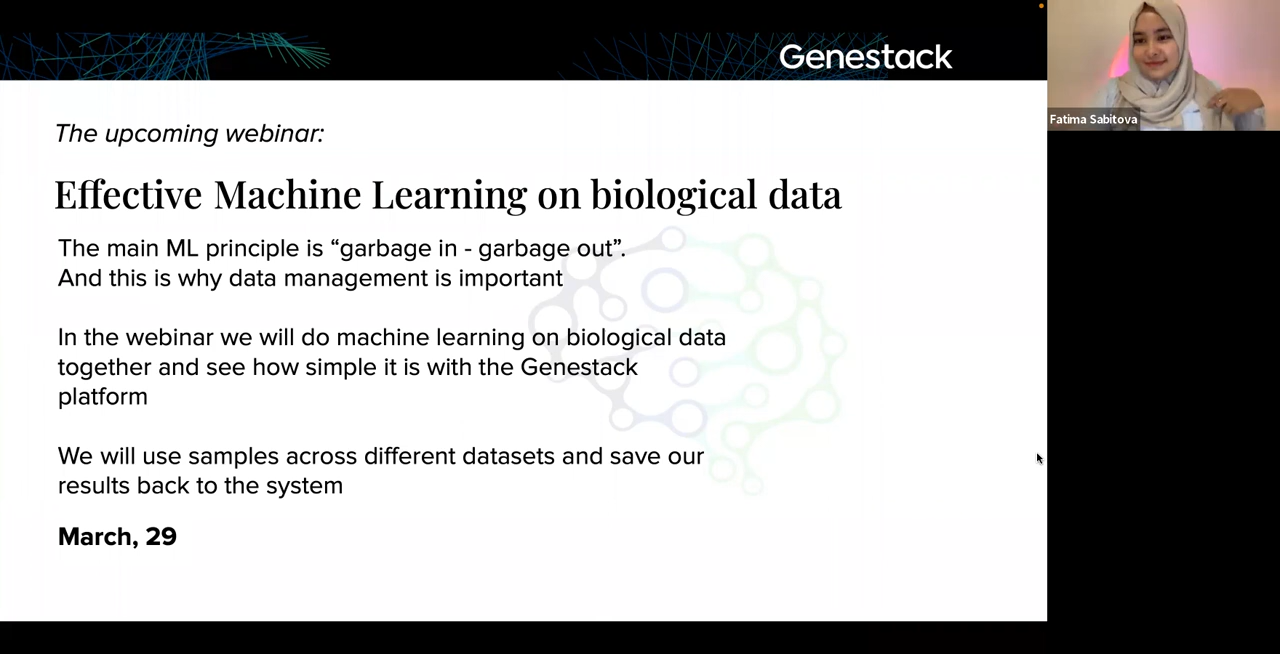 Genestack
Fatima Sabitova
The upcoming webinar:
Effective Machine Learning on biological data
The main ML principle is “garbage in - garbage out”.
And this is why data management is important
In the webinar we will do machine learning on biological data
together and see how simple it is with the Genestack
platform
We will use samples across different datasets and save our
results back to the system
March, 29